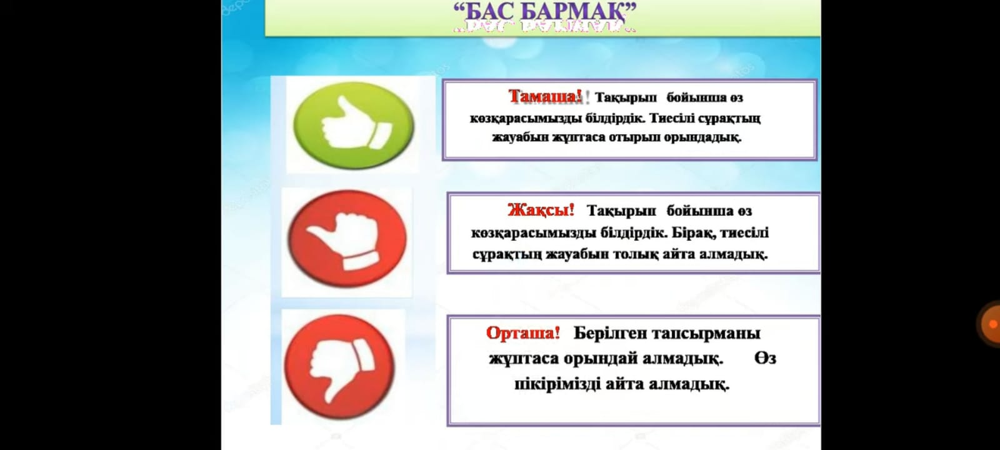 “БАС БАРМАҚ”
Тамаша! Тақырып бойынша өз
көзқарасымызды білдірдік. Тиесілі сұрақтың
жауабын жұптаса отырып орындадық.
Жақсы! Тақырып бойынша өз
көзқарасымызды білдірдік. Бірақ, тиесілі
сұрақтың жауабын толық айта алмадық.
Орташа! Берілген тапсырманы
жұптаса орындай алмадық. Өз
пікірімізді айта алмадық.